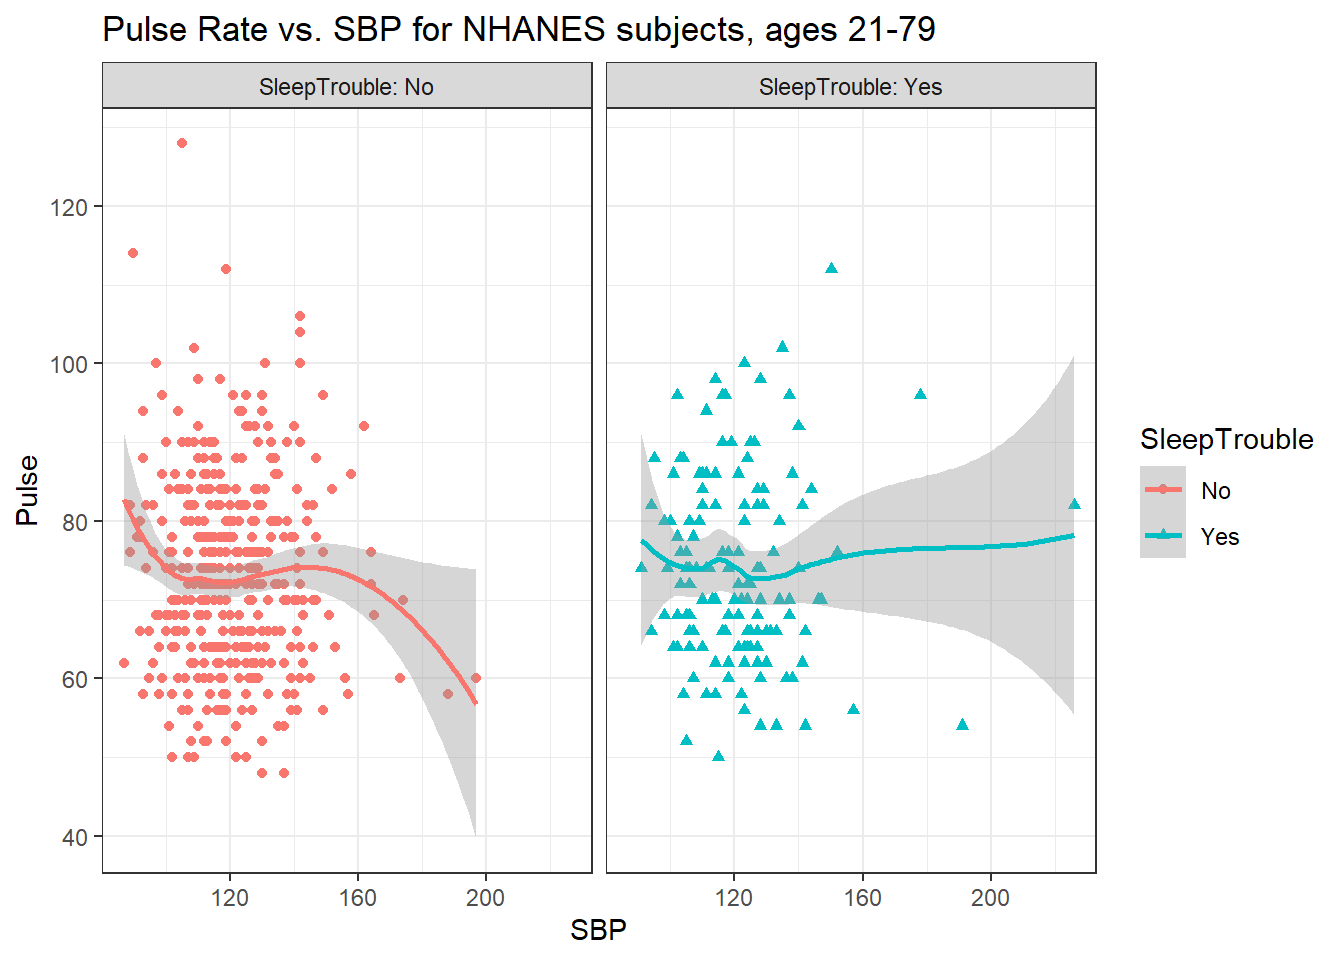 Pulse Rate vs. SBP for NHANES subjects, ages 21-79
SleepTrouble: No
SleepTrouble: Yes
120
100
80
60
40
Pulse
120
160
200
120
160
200
SBP
SleepTrouble
No
Yes